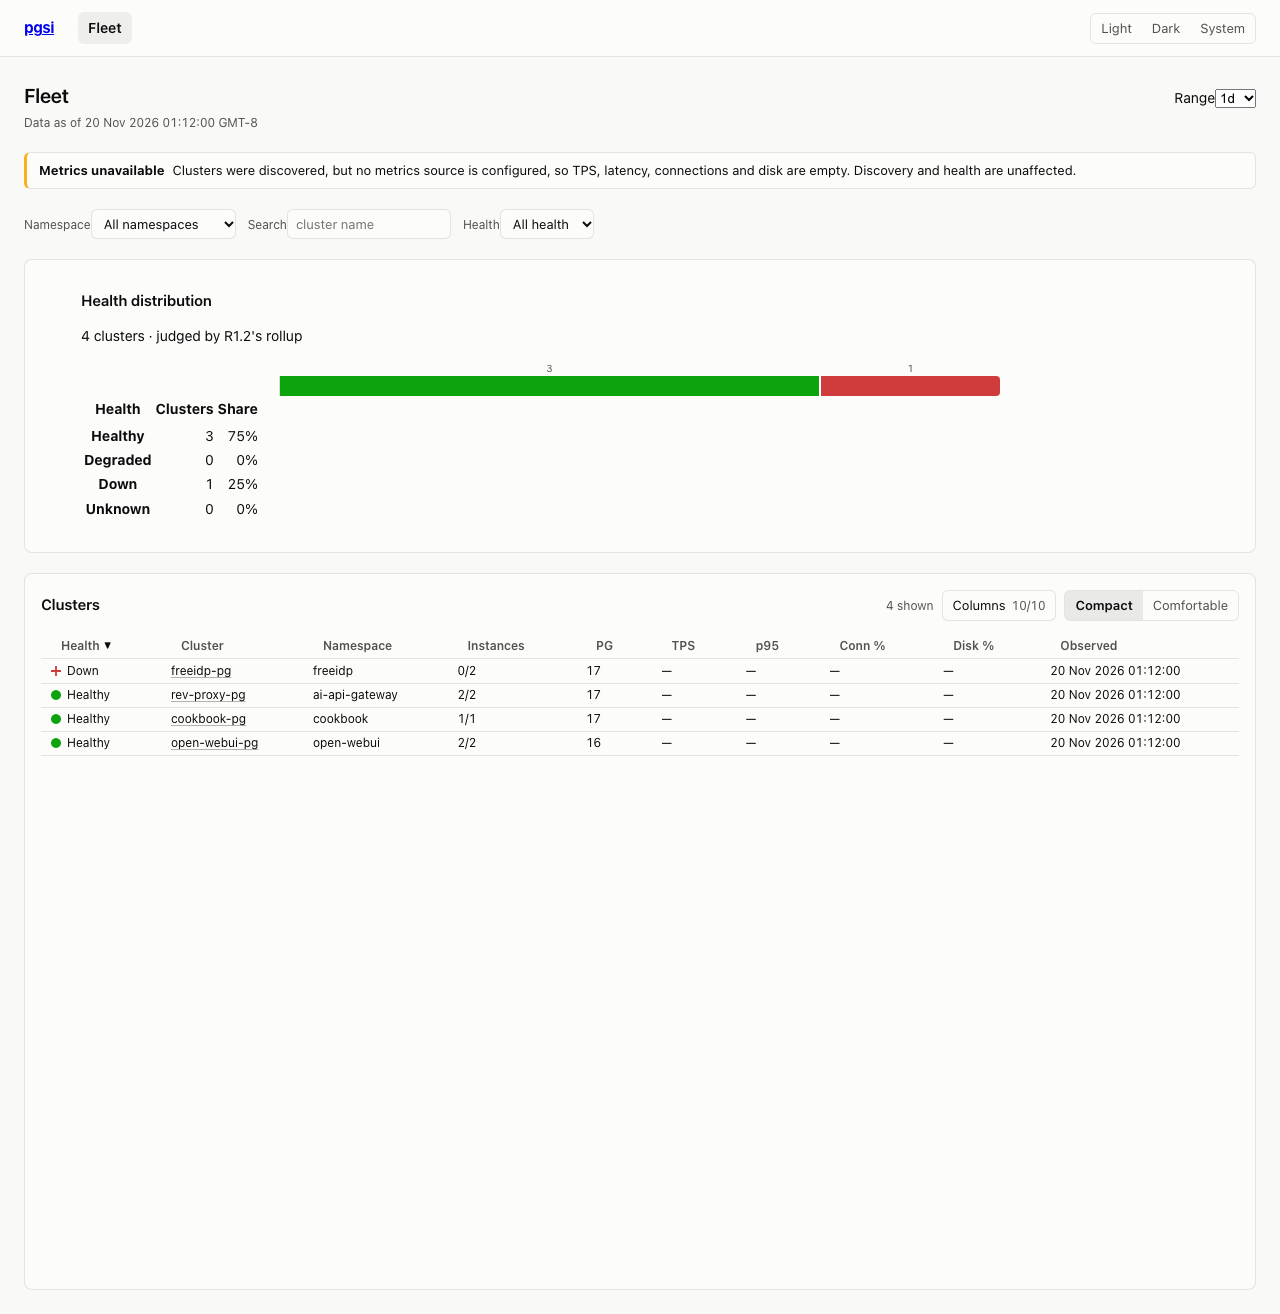 pgsi Fleet Light Dark System
Fleet
Range 1d
Data as of 20 Nov 2026 01:12:00 GMT-8
Metrics unavailable Clusters were discovered, but no metrics source is configured, so TPS, latency, connections and disk are empty. Discovery and health are unaffected.
Namespace All namespaces Search cluster name Health All health
Health distribution
4 clusters · judged by R1.2's rollup
3 1
Health Clusters Share
Healthy 3 75%
Degraded 0 0%
Down 1 25%
Unknown 0 0%
Clusters 4 shown Columns 10/10 Compact Comfortable
Health ▼ Cluster Namespace Instances PG TPS p95 Conn % Disk % Observed
Down freeidp-pg freeidp 0/2 17 — — — — 20 Nov 2026 01:12:00
Healthy rev-proxy-pg ai-api-gateway 2/2 17 — — — — 20 Nov 2026 01:12:00
Healthy cookbook-pg cookbook 1/1 17 — — — — 20 Nov 2026 01:12:00
Healthy open-webui-pg open-webui 2/2 16 — — — — 20 Nov 2026 01:12:00